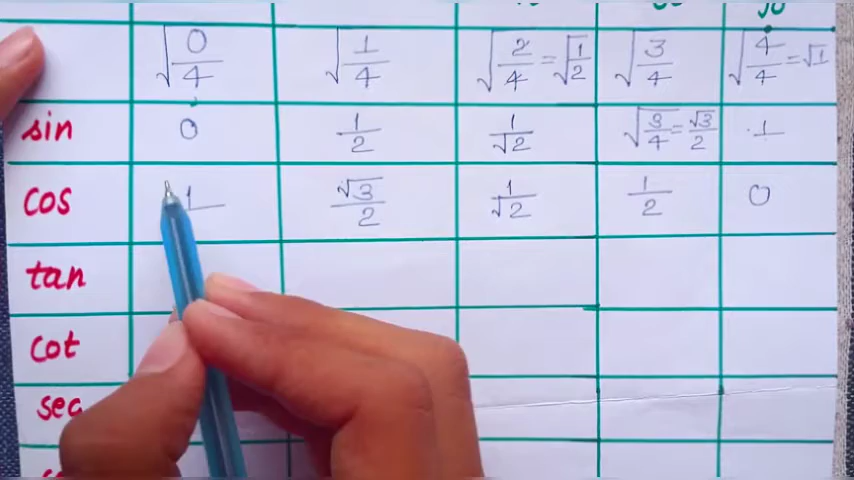 √0/4 √1/4 √2/4 = √1/2 √3/4 √4/4 = √1
sin 0 1/2 1/√2 √3/4 = √3/2 1
cos 1 √3/2 1/√2 1/2 0
tan
cot
sec